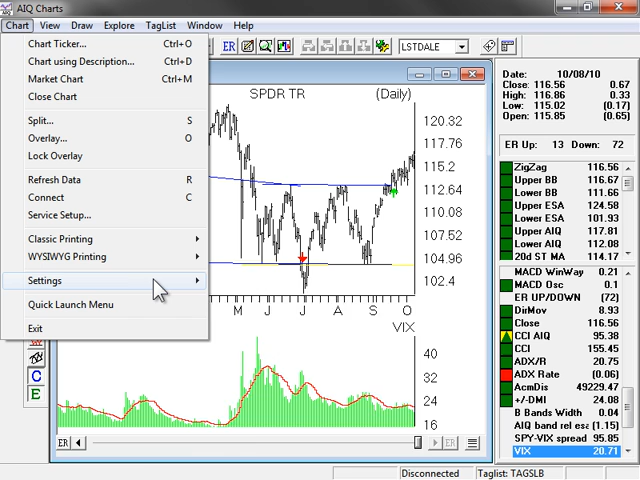 AIQ Charts
Chart View Draw Explore TagList Window Help
ER LSTDALE
Chart Ticker... Ctrl+O
Chart using Description... Ctrl+D
Market Chart Ctrl+M
Close Chart
Split... S
Overlay... O
Lock Overlay
Refresh Data R
Connect C
Service Setup...
Classic Printing
WYSIWYG Printing
Settings
Quick Launch Menu
Exit
C
E
SPDR TR (Daily)
120.32
117.76
115.2
112.64
110.08
107.52
104.96
102.4
M J J A S O
VIX
40
32
24
16
ER ER
Date: 10/08/10
Close: 116.56 0.67
High: 116.86 0.33
Low: 115.02 (0.17)
Open: 115.85 (0.65)
ER Up: 13 Down: 72
ZigZag 116.56
Upper BB 116.67
Lower BB 111.66
Upper ESA 124.58
Lower ESA 101.93
Upper AIQ 117.81
Lower AIQ 112.08
20d ST MA 114.17
MACD WinWay 0.21
MACD Osc 0.1
ER UP/DOWN (72)
DirMov 8.93
Close 116.56
CCI AIQ 95.38
CCI 155.45
ADX/R 20.75
ADX Rate (0.06)
AcmDis 49229.47
+/-DMI 24.08
B Bands Width 0.04
AIQ band rel esa (1.15)
SPY-VIX spread 95.85
VIX 20.71
Disconnected Taglist: TAGSLB